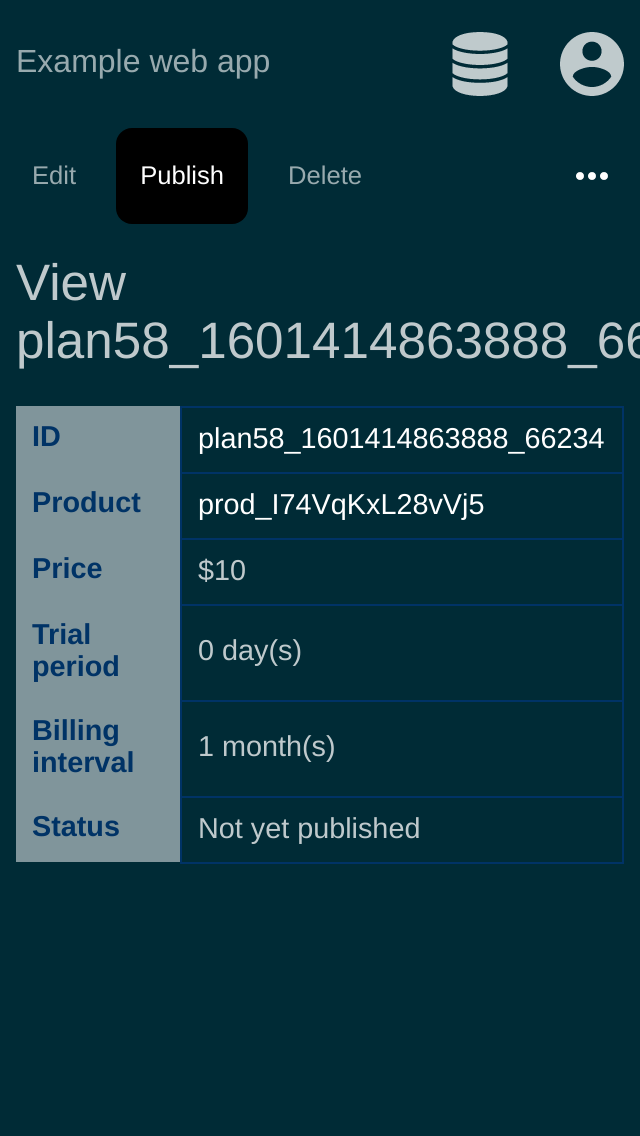 Example web app
Edit Publish Delete
View
plan58_1601414863888_66
ID plan58_1601414863888_66234
Product prod_I74VqKxL28vVj5
Price $10
Trial
period 0 day(s)
Billing
interval 1 month(s)
Status Not yet published